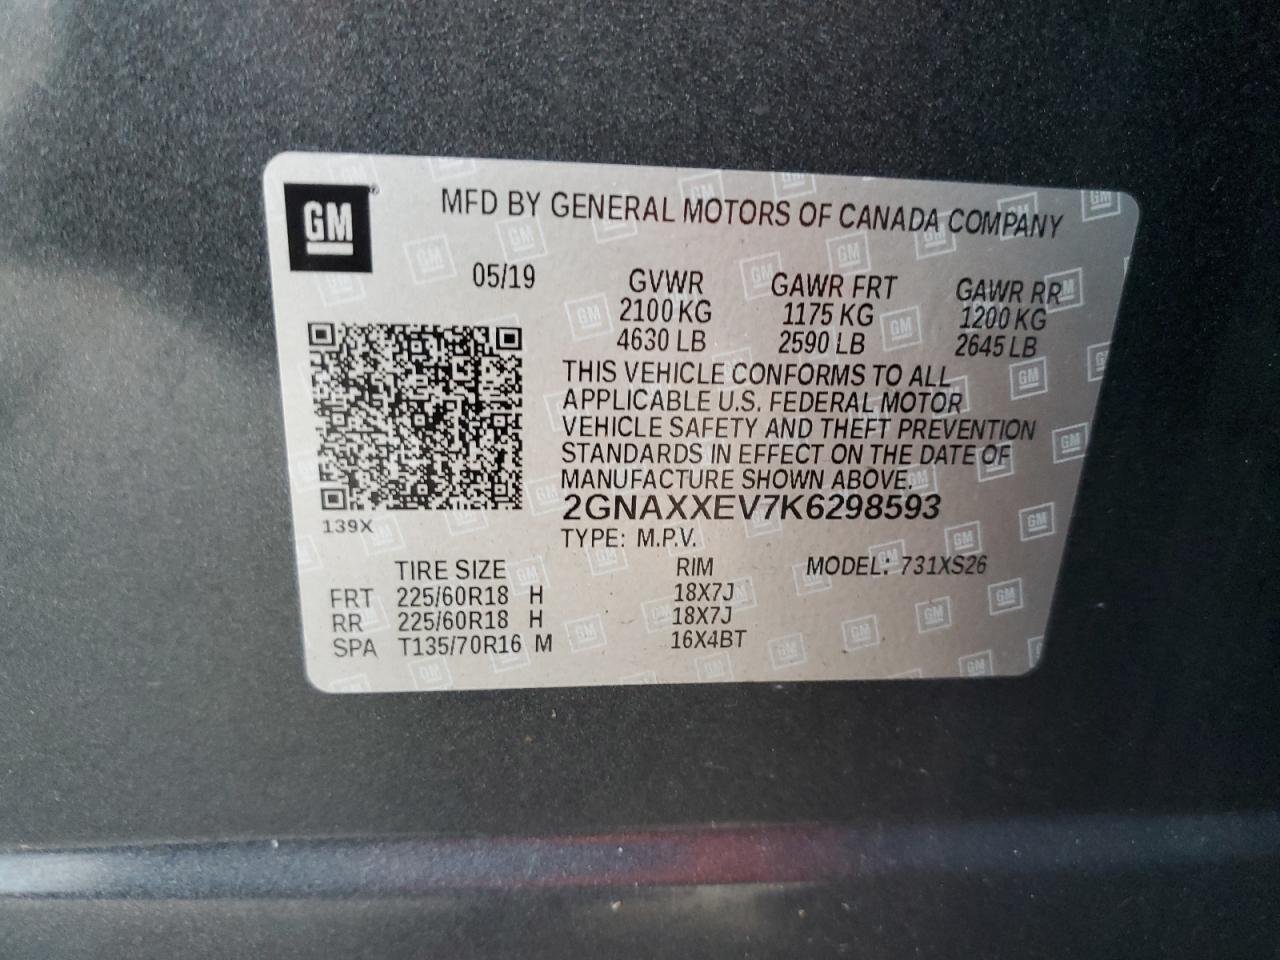 GM
MFD BY GENERAL MOTORS OF CANADA COMPANY
05/19 GVWR GAWR FRT GAWR RR
2100 KG 1175 KG 1200 KG
4630 LB 2590 LB 2645 LB
THIS VEHICLE CONFORMS TO ALL
APPLICABLE U.S. FEDERAL MOTOR
VEHICLE SAFETY AND THEFT PREVENTION
STANDARDS IN EFFECT ON THE DATE OF
MANUFACTURE SHOWN ABOVE.
2GNAXXEV7K6298593
139X
TYPE: M.P.V.
TIRE SIZE RIM MODEL: 731XS26
FRT 225/60R18 H 18X7J
RR 225/60R18 H 18X7J
SPA T135/70R16 M 16X4BT